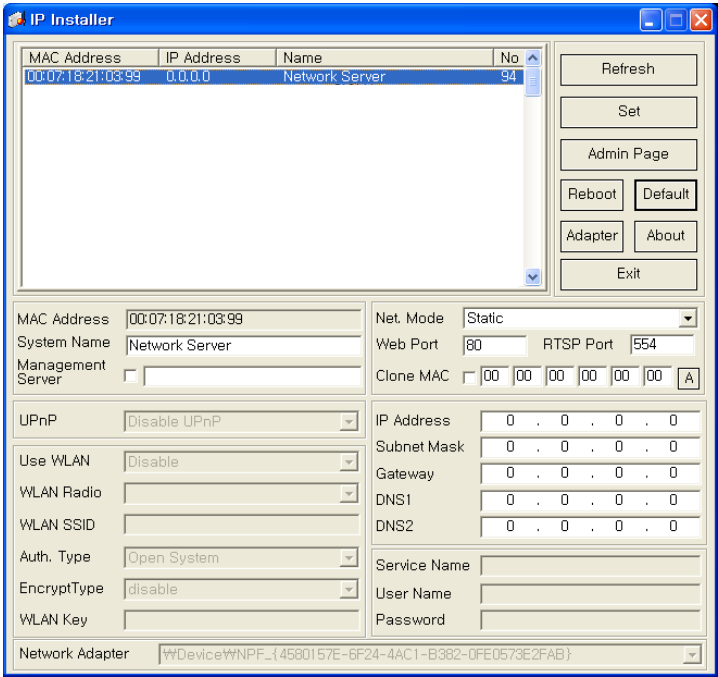 IP Installer
MAC Address IP Address Name No
00:07:18:21:03:99 0.0.0.0 Network Server 94
Refresh
Set
Admin Page
Reboot Default
Adapter About
Exit
MAC Address 00:07:18:21:03:99
System Name Network Server
Management Server
Net. Mode Static
Web Port 80 RTSP Port 554
Clone MAC 00 00 00 00 00 00 A
UPnP Disable UPnP
Use WLAN Disable
WLAN Radio
WLAN SSID
Auth. Type Open System
EncryptType disable
WLAN Key
IP Address 0 . 0 . 0 . 0
Subnet Mask 0 . 0 . 0 . 0
Gateway 0 . 0 . 0 . 0
DNS1 0 . 0 . 0 . 0
DNS2 0 . 0 . 0 . 0
Service Name
User Name
Password
Network Adapter ₩Device₩NPF_{4580157E-6F24-4AC1-B382-0FE0573E2FAB}